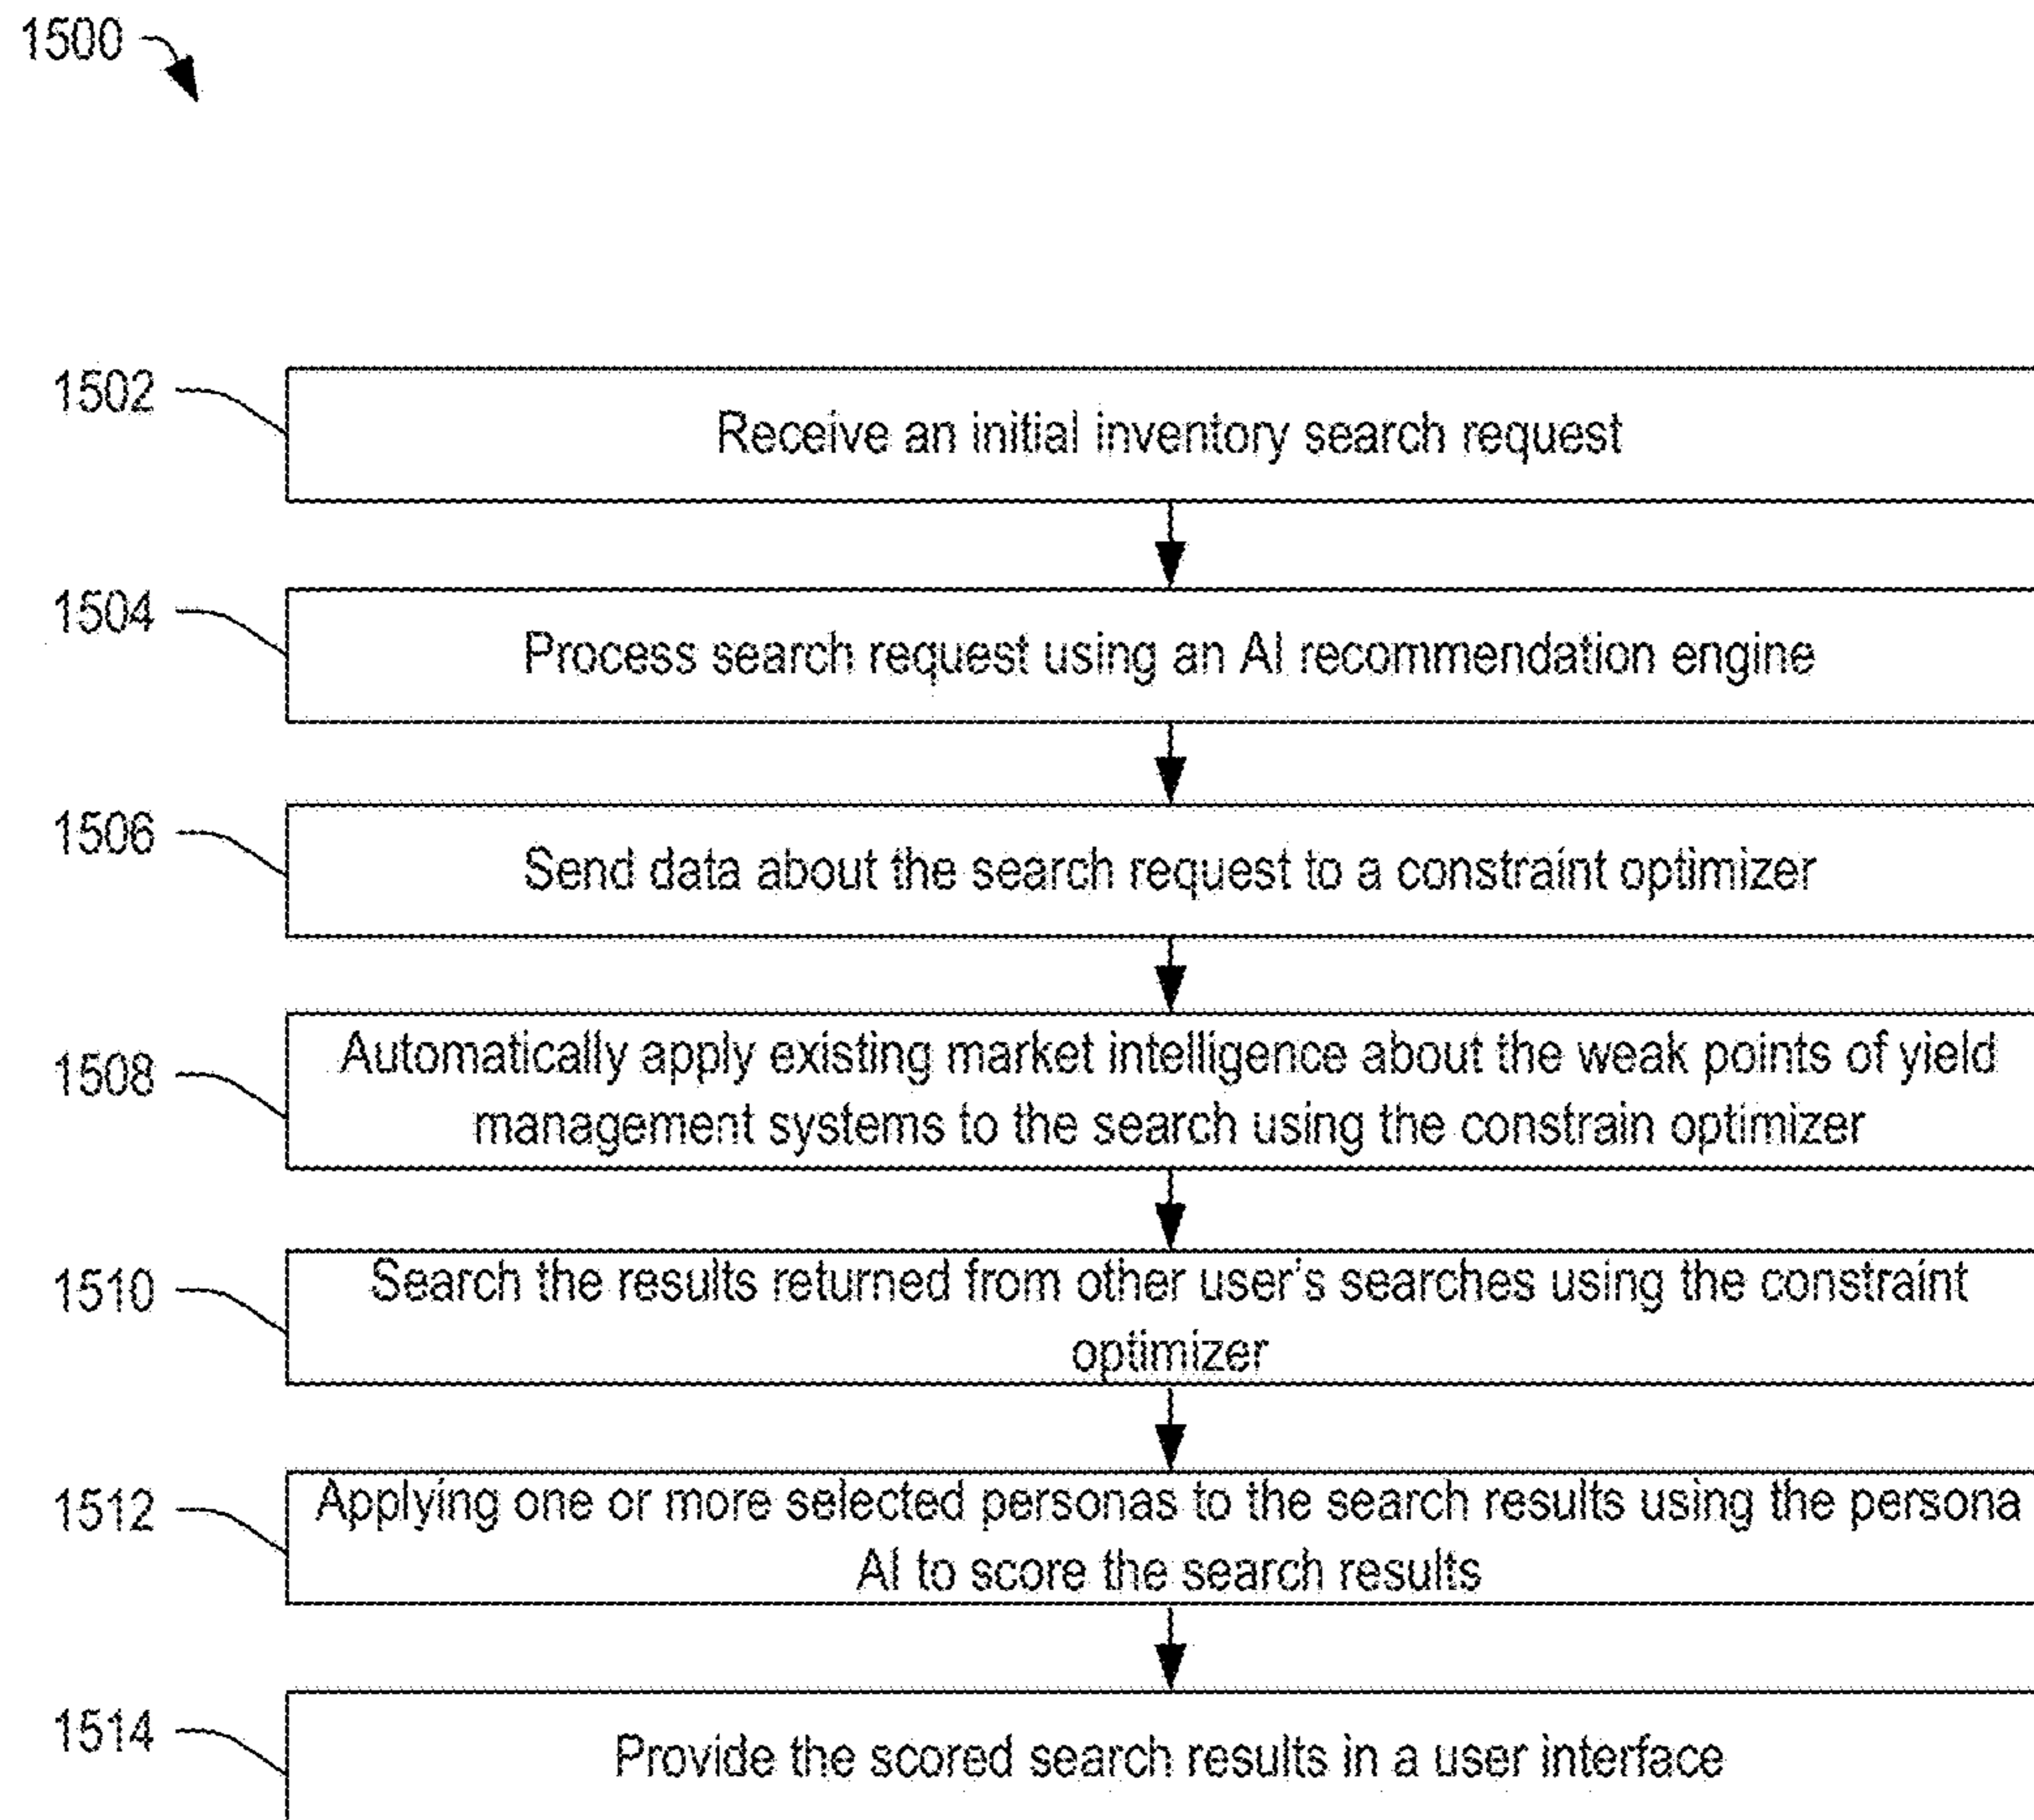 1500
1502
Receive an initial inventory search request
1504
Process search request using an AI recommendation engine
1506
Send data about the search request to a constraint optimizer
1508
Automatically apply existing market intelligence about the weak points of yield
management systems to the search using the constrain optimizer
1510
Search the results returned from other user's searches using the constraint
optimizer
1512
Applying one or more selected personas to the search results using the persona
AI to score the search results
1514
Provide the scored search results in a user interface